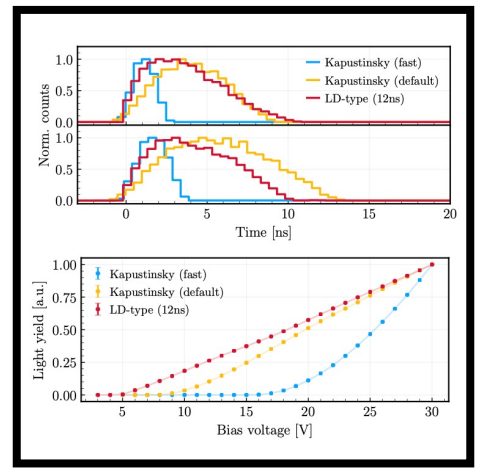 1.0
0.5
0.0
Kapustinsky (fast)
Kapustinsky (default)
LD-type (12ns)
1.0
0.5
0.0
Norm. counts
0 5 10 15 20
Time [ns]
1.00
0.75
0.50
0.25
0.00
Light yield [a.u.]
Kapustinsky (fast)
Kapustinsky (default)
LD-type (12ns)
5 10 15 20 25 30
Bias voltage [V]